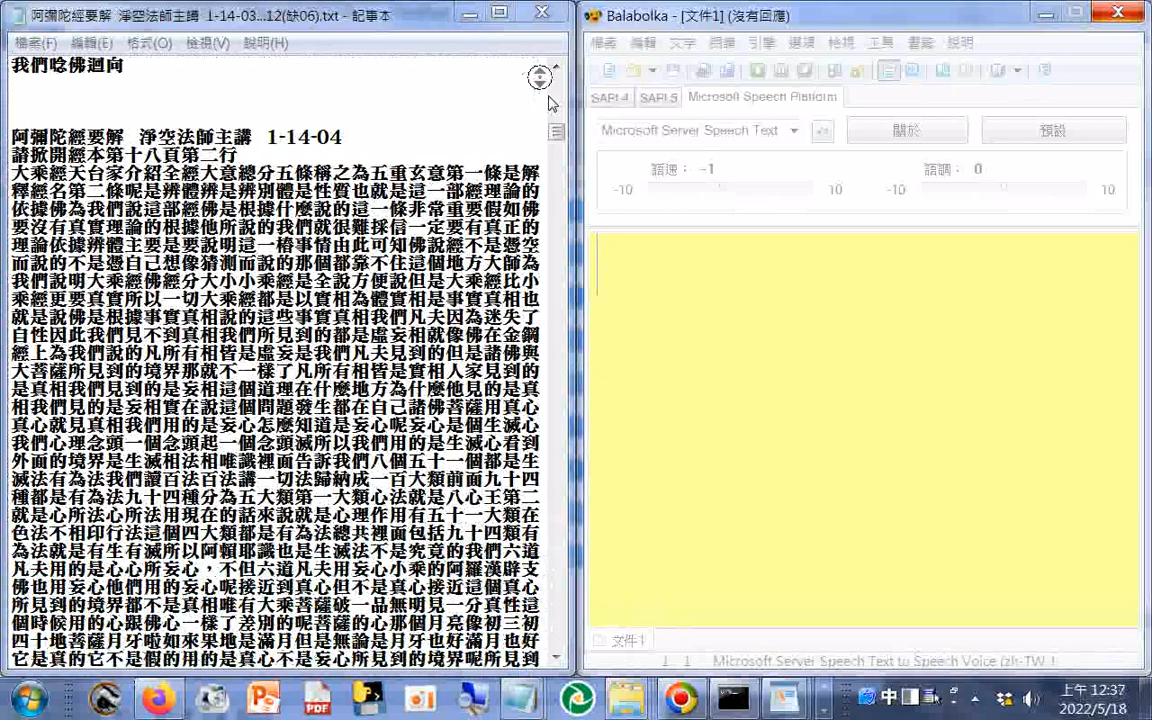 阿彌陀經要解 淨空法師主講 1-14-03...12(缺06).txt - 記事本
檔案(F) 編輯(E) 格式(O) 檢視(V) 說明(H)
我們唸佛迴向
阿彌陀經要解 淨空法師主講 1-14-04
請掀開經本第十八頁第二行
大乘經天台家介紹全經大意總分五條稱之為五重玄意第一條是解
釋經名第二條呢是辨體辨是辨別體是性質也就是這一部經理論的
依據佛為我們說這部經佛是根據什麼說的這一條非常重要假如佛
要沒有真實理論的根據他所說的我們就很難採信一定要有真正的
理論依據辨體主要是要說明這一樁事情由此可知佛說經不是憑空
而說的不是憑自己想像猜測而說的那個都靠不住這個地方大師為
我們說明大乘經佛經分大小小乘經是全說方便說但是大乘經比小
乘經更要真實所以一切大乘經都是以實相為體實相是事實真相也
就是說佛是根據事實真相說的這些事實真相我們凡夫因為迷失了
自性因此我們見不到真相我們所見到的都是虛妄相就像佛在金鋼
經上為我們說的凡所有相皆是虛妄是我們凡夫見到的但是諸佛與
大菩薩所見到的境界那就不一樣了凡所有相皆是實相人家見到的
是真相我們見到的是妄相這個道理在什麼地方為什麼他見的是真
相我們見的是妄相實在說這個問題發生都在自己諸佛菩薩用真心
真心就見真相我們用的是妄心怎麼知道是妄心呢妄心是個生滅心
我們心理念頭一個念頭起一個念頭滅所以我們用的是生滅心看到
外面的境界是生滅相法相唯識裡面告訴我們八個五十一個都是生
滅法有為法我們讀百法百法講一切法歸納成一百大類前面九十四
種都是有為法九十四種分為五大類第一大類心法就是八心王第二
就是心所法心所法用現在的話來說就是心理作用有五十一大類在
色法不相印行法這個四大類都是有為法總共裡面包括九十四類有
為法就是有生有滅所以阿賴耶識也是生滅法不是究竟的我們六道
凡夫用的是心心所妄心，不但六道凡夫用妄心小乘的阿羅漢辟支
佛也用妄心他們用的妄心呢接近到真心但不是真心接近這個真心
所見到的境界都不是真相唯有大乘菩薩破一品無明見一分真性這
個時候用的心跟佛心一樣了差別的呢菩薩的心那個月亮像初三初
四十地菩薩月牙啦如來果地是滿月但是無論是月牙也好滿月也好
它是真的它不是假的用的是真心不是妄心所見到的境界呢所見到
Balabolka - [文件1] (沒有回應)
檔案 編輯 文字 閱讀 引擎 選項 檢視 工具 書籤 說明
SAPI 4 SAPI 5 Microsoft Speech Platform
Microsoft Server Speech Text 關於 預設
語速： -1 語調： 0
-10 10 -10 10
文件1
1 : 1 Microsoft Server Speech Text to Speech Voice (zh-TW, I
中
上午 12:37
2022/5/18